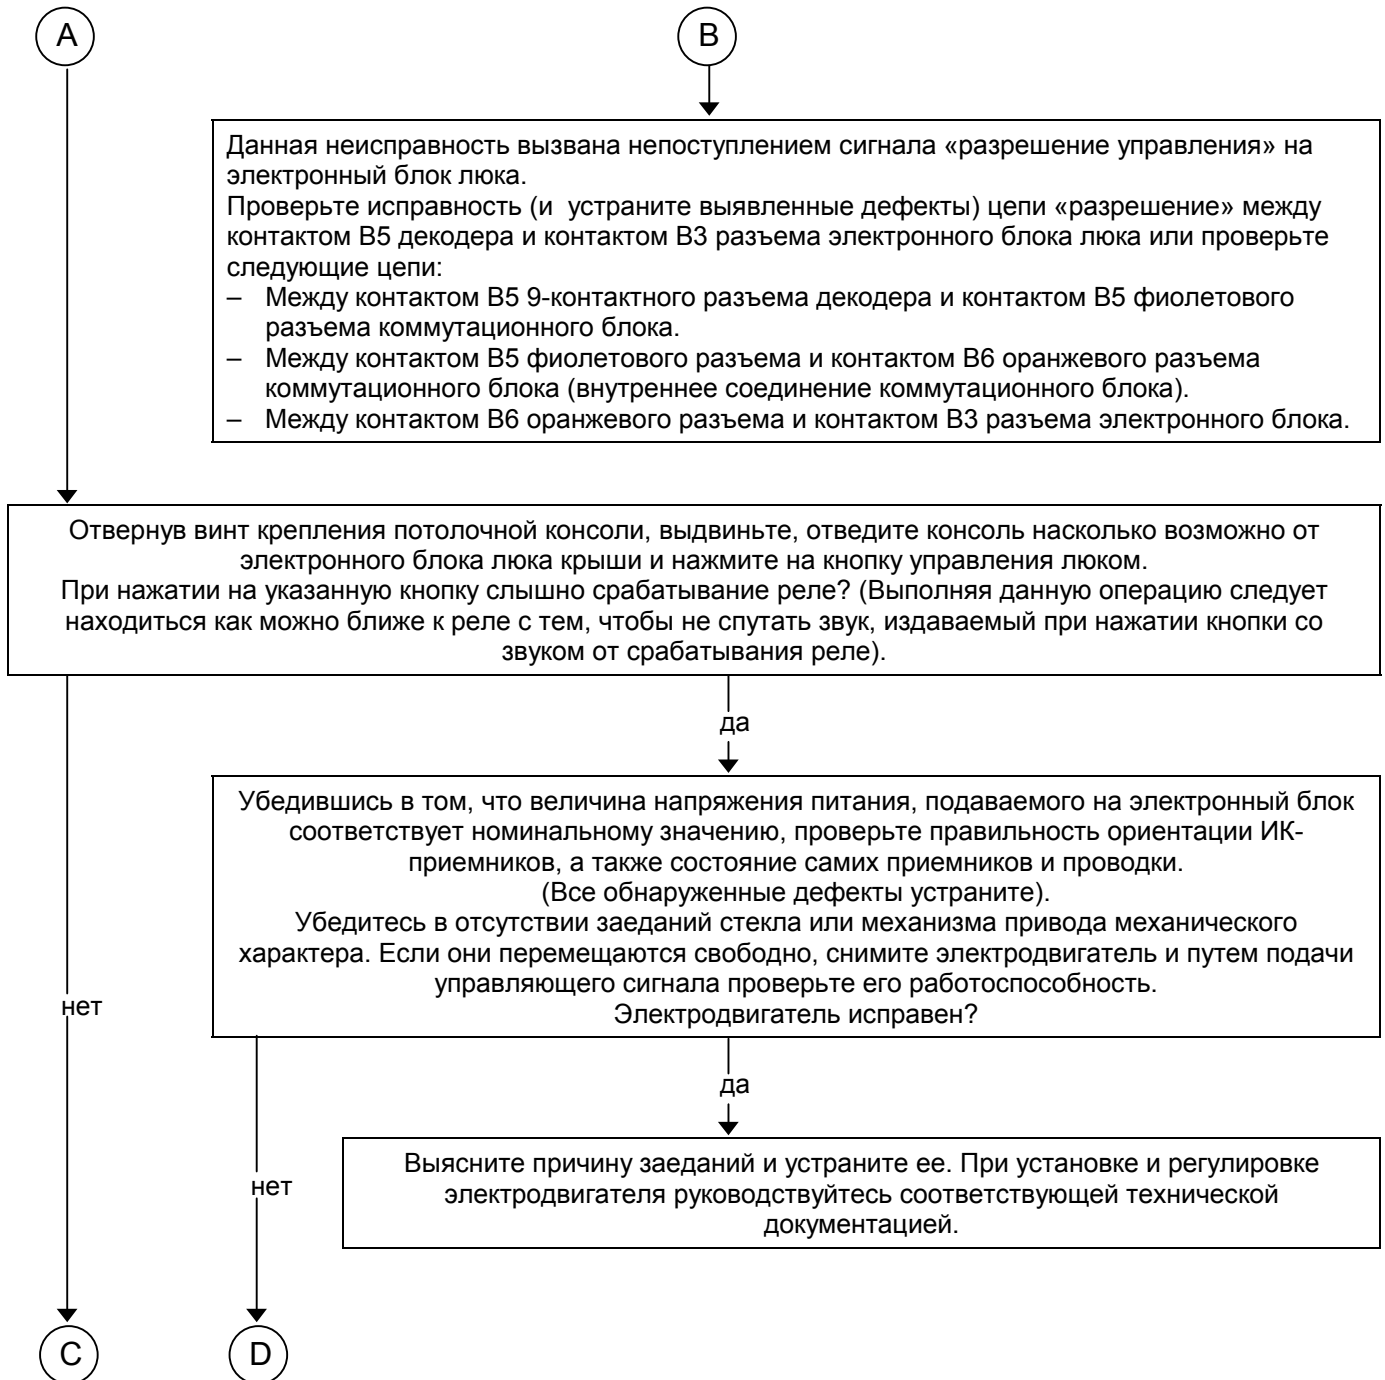 A
B
Данная неисправность вызвана непоступлением сигнала «разрешение управления» на
электронный блок люка.
Проверьте исправность (и устраните выявленные дефекты) цепи «разрешение» между
контактом B5 декодера и контактом B3 разъема электронного блока люка или проверьте
следующие цепи:
– Между контактом B5 9-контактного разъема декодера и контактом B5 фиолетового
разъема коммутационного блока.
– Между контактом B5 фиолетового разъема и контактом B6 оранжевого разъема
коммутационного блока (внутреннее соединение коммутационного блока).
– Между контактом B6 оранжевого разъема и контактом B3 разъема электронного блока.
Отвернув винт крепления потолочной консоли, выдвиньте, отведите консоль насколько возможно от
электронного блока люка крыши и нажмите на кнопку управления люком.
При нажатии на указанную кнопку слышно срабатывание реле? (Выполняя данную операцию следует
находиться как можно ближе к реле с тем, чтобы не спутать звук, издаваемый при нажатии кнопки со
звуком от срабатывания реле).
да
Убедившись в том, что величина напряжения питания, подаваемого на электронный блок
соответствует номинальному значению, проверьте правильность ориентации ИК-
приемников, а также состояние самих приемников и проводки.
(Все обнаруженные дефекты устраните).
Убедитесь в отсутствии заеданий стекла или механизма привода механического
характера. Если они перемещаются свободно, снимите электродвигатель и путем подачи
управляющего сигнала проверьте его работоспособность.
Электродвигатель исправен?
нет
да
Выясните причину заеданий и устраните ее. При установке и регулировке
электродвигателя руководствуйтесь соответствующей технической
документацией.
нет
C
D